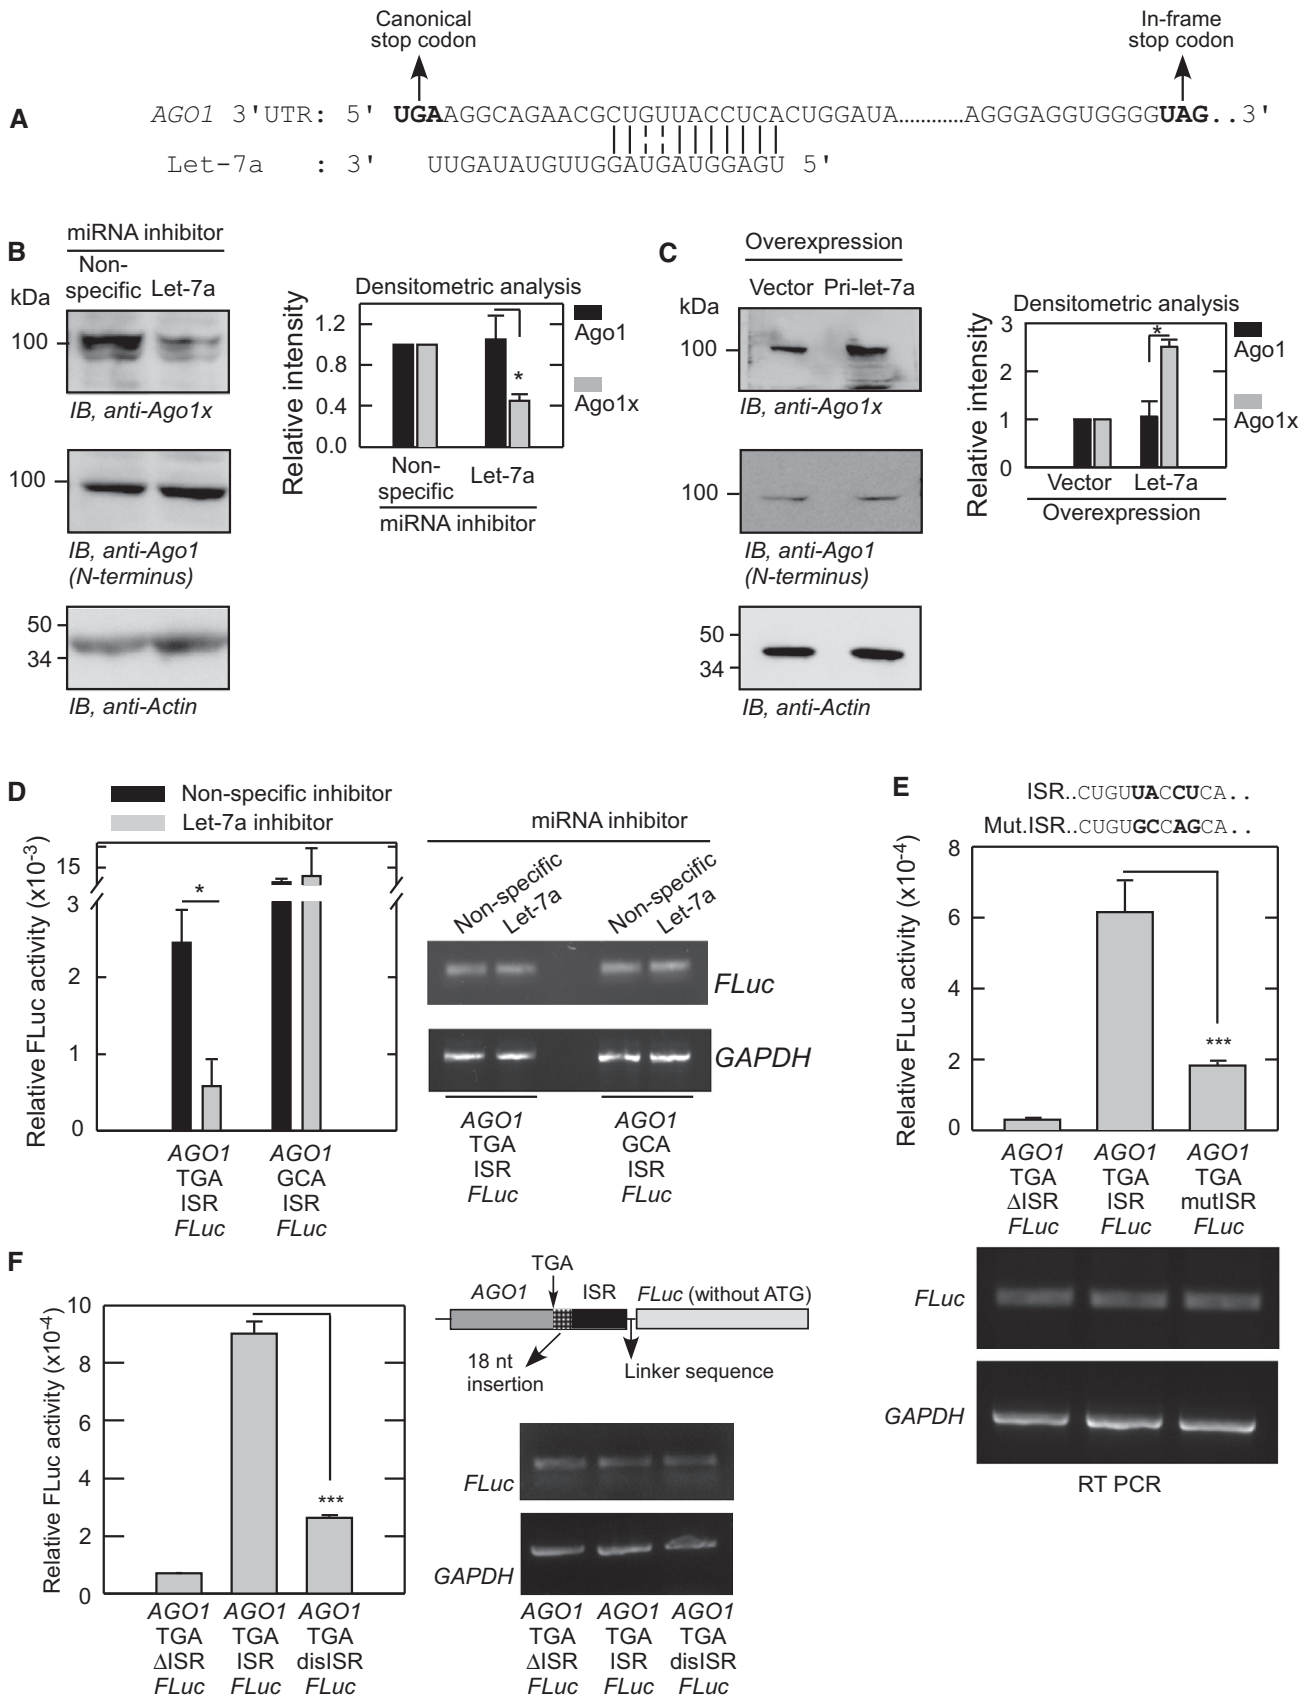 Canonical
stop codon
In-frame
stop codon
A
AGO1 3'UTR: 5' UGAAGGCAGAACGCUGUUACCUCACUGGAUA............AGGGAGGUGGGGUAG..3'
Let-7a : 3' UUGAUAUGUUGGAUGAUGGAGU 5'
B
miRNA inhibitor
Non-
specific
Let-7a
kDa
100
IB, anti-Ago1x
100
IB, anti-Ago1
(N-terminus)
50
34
IB, anti-Actin
Densitometric analysis
Relative intensity
1.2
0.8
0.4
0.0
*
Ago1
Ago1x
Non-
specific
Let-7a
miRNA inhibitor
C
Overexpression
Vector Pri-let-7a
kDa
100
IB, anti-Ago1x
100
IB, anti-Ago1
(N-terminus)
50
34
IB, anti-Actin
Densitometric analysis
Relative intensity
3
2
1
0
*
Ago1
Ago1x
Vector Let-7a
Overexpression
D
Non-specific inhibitor
Let-7a inhibitor
Relative FLuc activity (x10-3)
15
3
2
1
0
*
AGO1
TGA
ISR
FLuc
AGO1
GCA
ISR
FLuc
miRNA inhibitor
Non-specific
Let-7a
Non-specific
Let-7a
FLuc
GAPDH
AGO1
TGA
ISR
FLuc
AGO1
GCA
ISR
FLuc
E
ISR..CUGUUACCUCA..
Mut.ISR..CUGUGCCAGCA..
Relative FLuc activity (x10-4)
8
6
4
2
0
***
AGO1
TGA
ΔISR
FLuc
AGO1
TGA
ISR
FLuc
AGO1
TGA
mutISR
FLuc
FLuc
GAPDH
RT PCR
F
Relative FLuc activity (x10-4)
10
8
6
4
2
0
***
AGO1
TGA
ΔISR
FLuc
AGO1
TGA
ISR
FLuc
AGO1
TGA
disISR
FLuc
TGA
AGO1
ISR
FLuc (without ATG)
18 nt
insertion
Linker sequence
FLuc
GAPDH
AGO1
TGA
ΔISR
FLuc
AGO1
TGA
ISR
FLuc
AGO1
TGA
disISR
FLuc